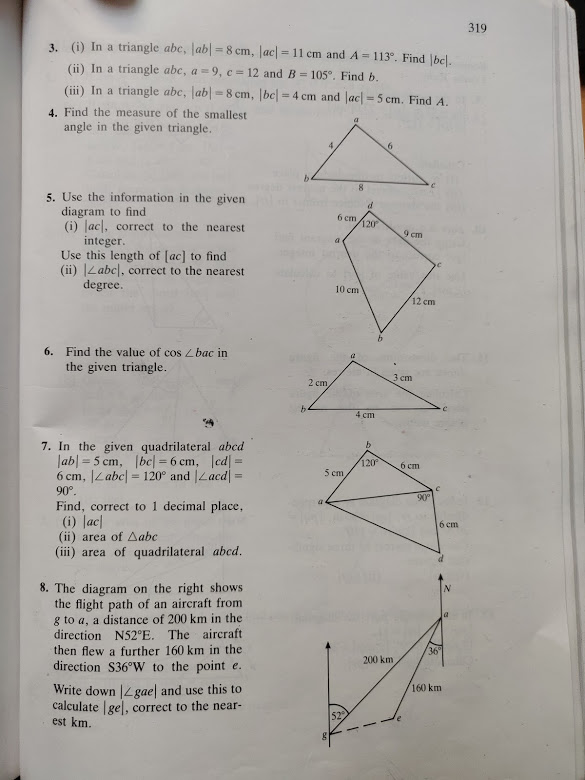 319
3. (i) In a triangle abc, |ab| = 8 cm, |ac| = 11 cm and A = 113°. Find |bc|.
(ii) In a triangle abc, a = 9, c = 12 and B = 105°. Find b.
(iii) In a triangle abc, |ab| = 8 cm, |bc| = 4 cm and |ac| = 5 cm. Find A.
4. Find the measure of the smallest
angle in the given triangle.
a
4
6
b
8
c
5. Use the information in the given
diagram to find
(i) |ac|, correct to the nearest
integer.
Use this length of [ac] to find
(ii) |∠abc|, correct to the nearest
degree.
d
6 cm
120°
9 cm
a
c
10 cm
12 cm
b
6. Find the value of cos ∠bac in
the given triangle.
a
2 cm
3 cm
b
4 cm
c
7. In the given quadrilateral abcd
|ab| = 5 cm, |bc| = 6 cm, |cd| =
6 cm, |∠abc| = 120° and |∠acd| =
90°.
Find, correct to 1 decimal place,
(i) |ac|
(ii) area of △abc
(iii) area of quadrilateral abcd.
b
120°
5 cm
6 cm
c
a
90°
6 cm
d
8. The diagram on the right shows
the flight path of an aircraft from
g to a, a distance of 200 km in the
direction N52°E. The aircraft
then flew a further 160 km in the
direction S36°W to the point e.
Write down |∠gae| and use this to
calculate |ge|, correct to the near-
est km.
N
a
36°
200 km
160 km
52°
e
g